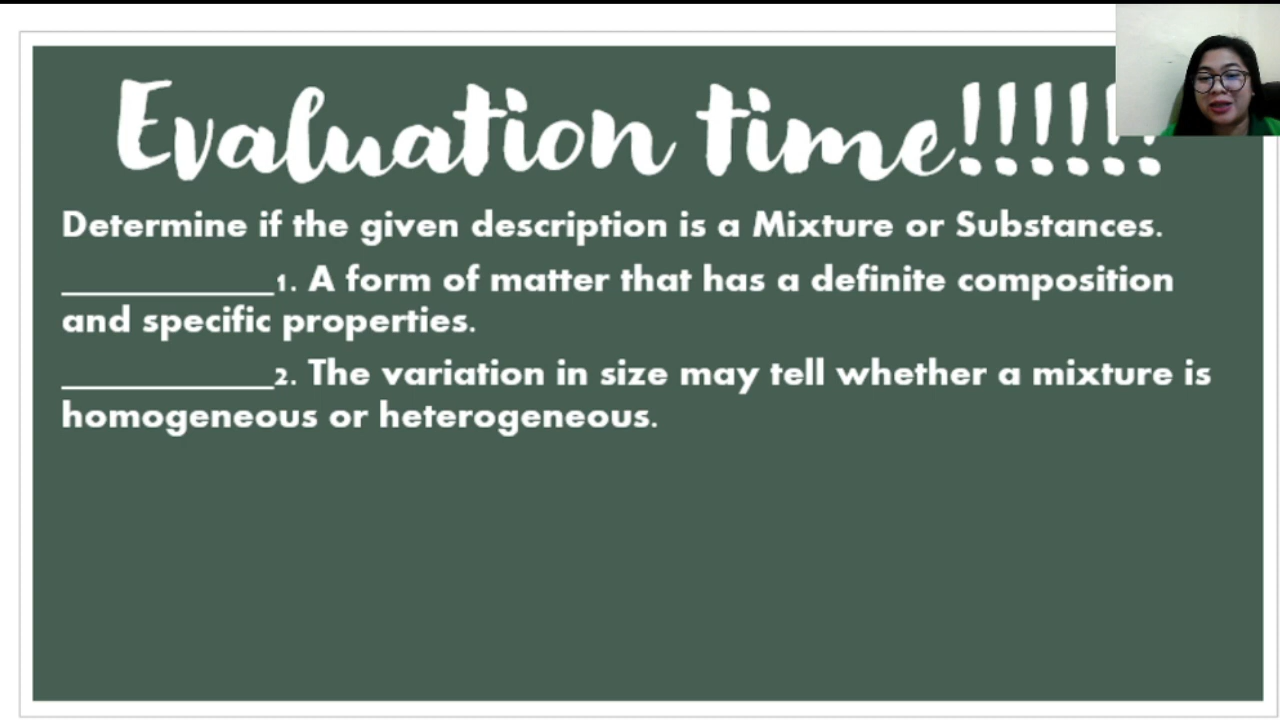 Evaluation time!!!!!!
Determine if the given description is a Mixture or Substances.
____________1. A form of matter that has a definite composition
and specific properties.
____________2. The variation in size may tell whether a mixture is
homogeneous or heterogeneous.